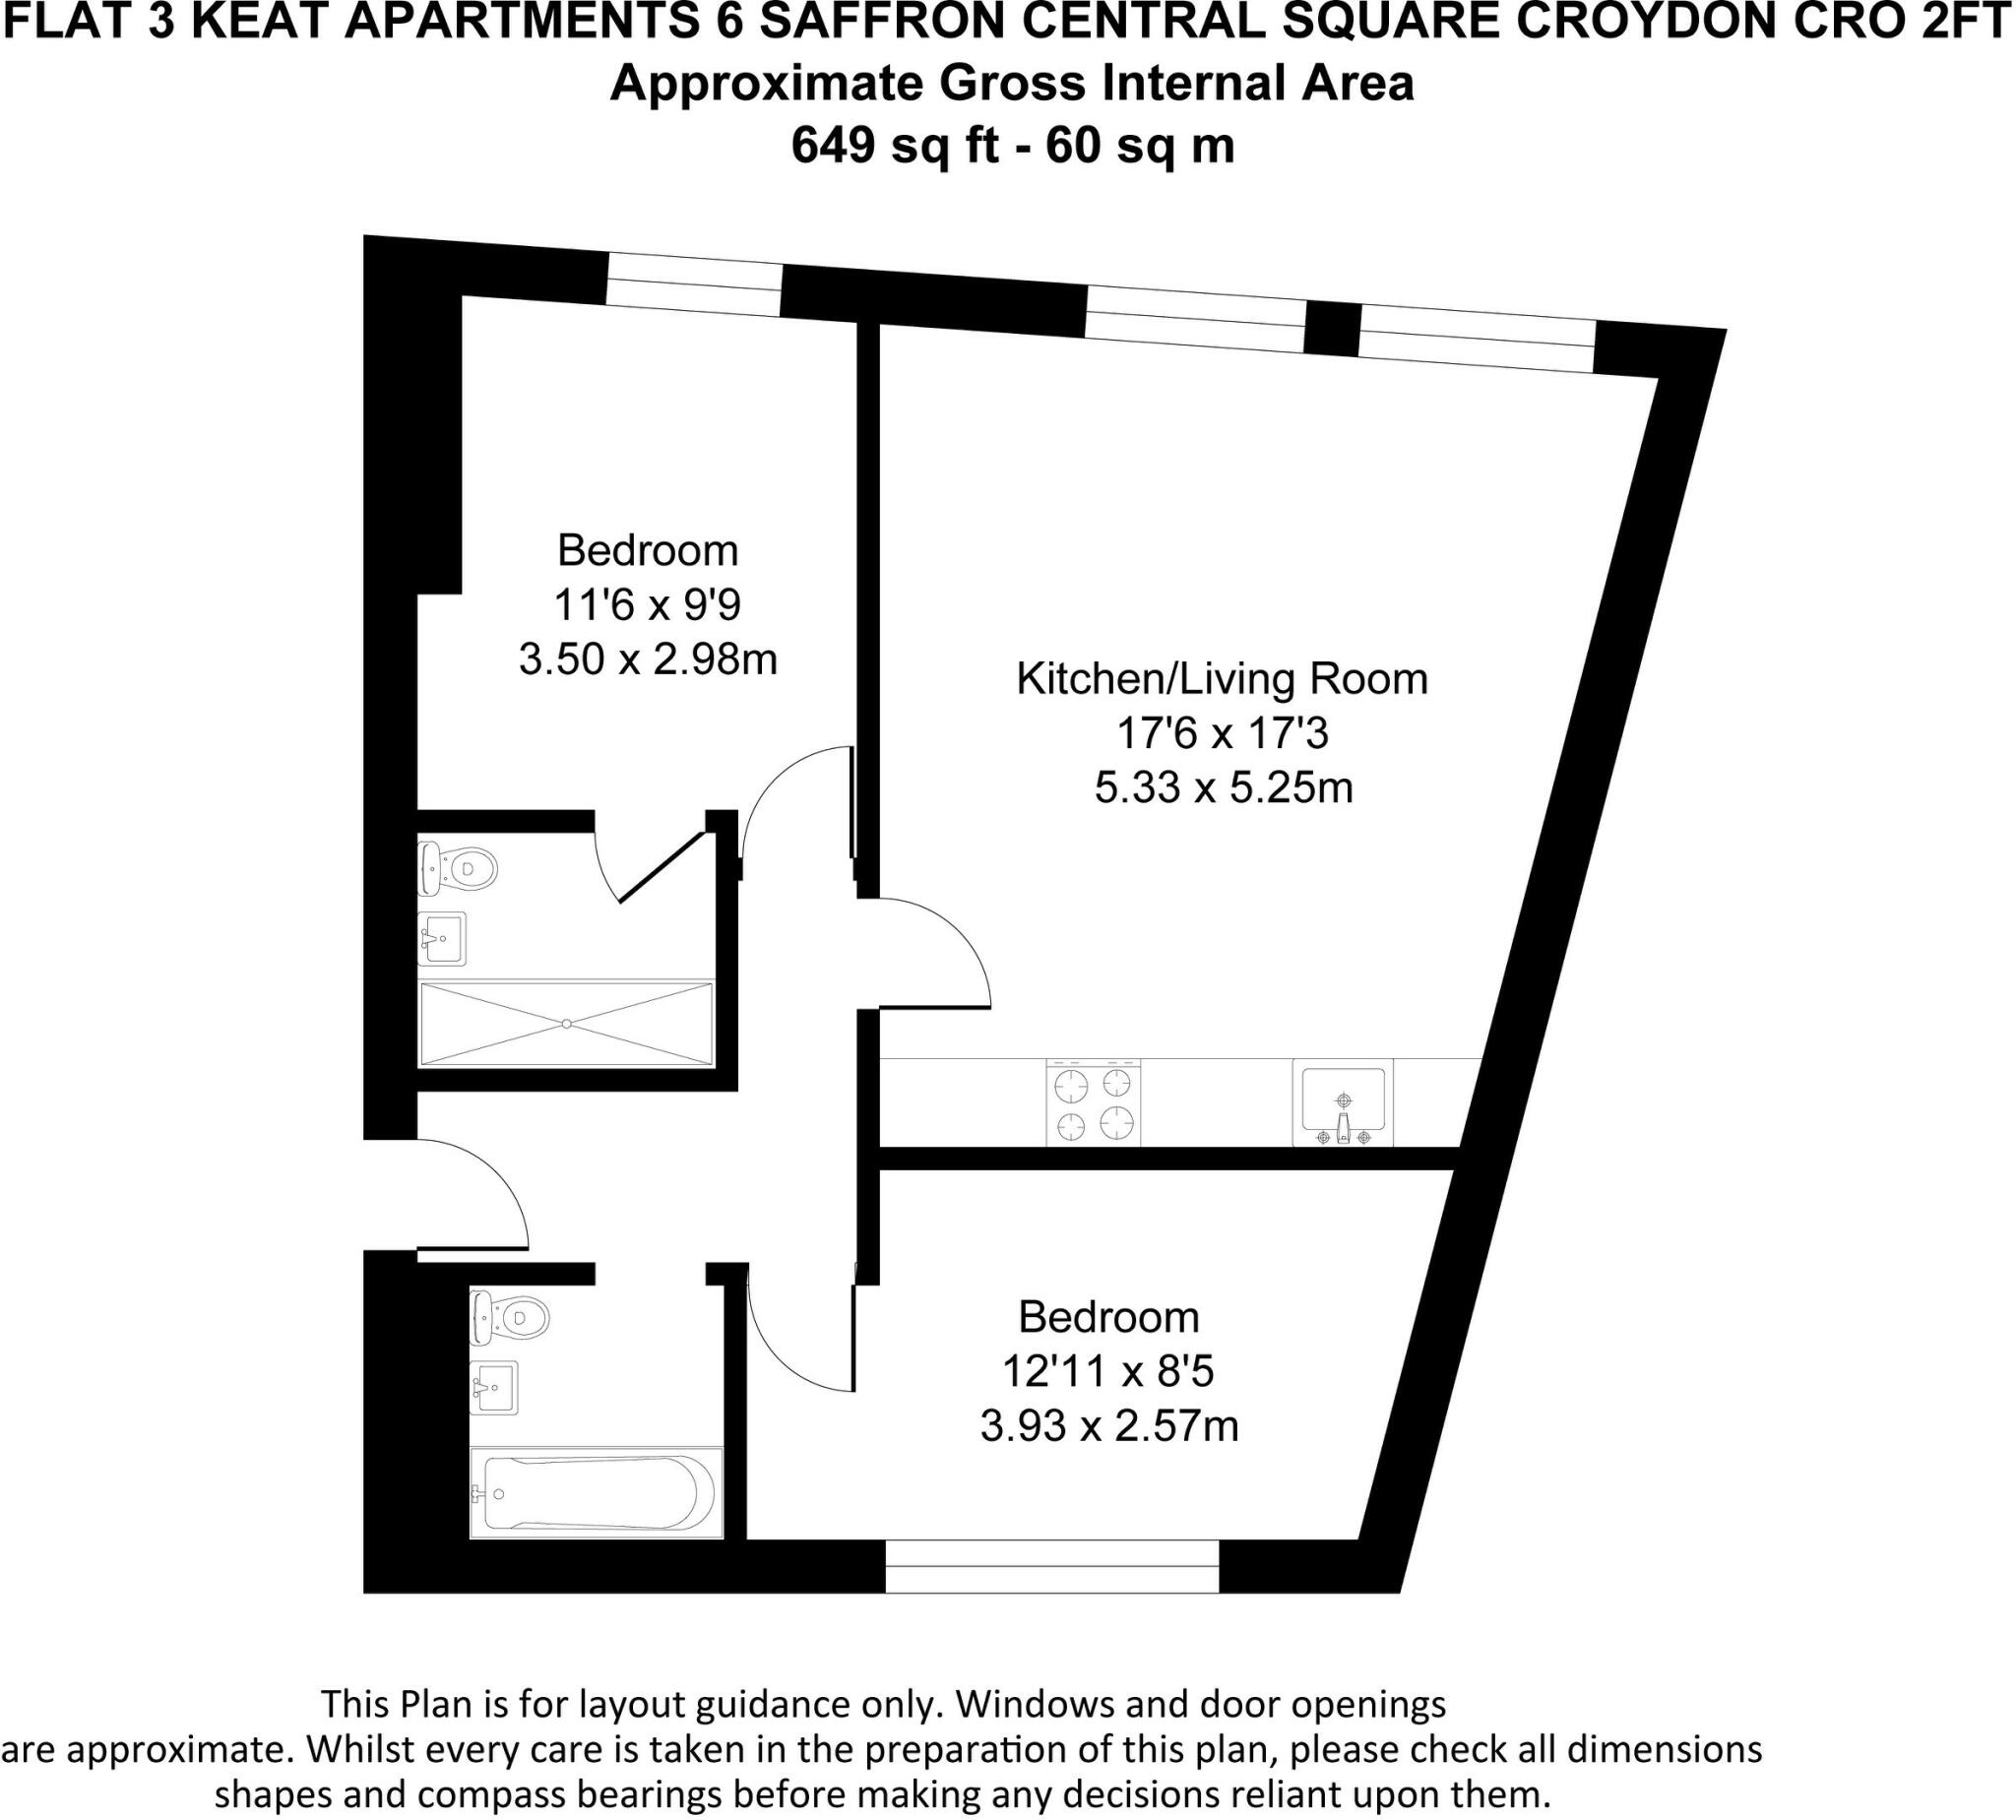 FLAT 3 KEAT APARTMENTS 6 SAFFRON CENTRAL SQUARE CROYDON CRO 2FT
Approximate Gross Internal Area
649 sq ft - 60 sq m
Bedroom
11'6 x 9'9
3.50 x 2.98m
Kitchen/Living Room
17'6 x 17'3
5.33 x 5.25m
Bedroom
12'11 x 8'5
3.93 x 2.57m
This Plan is for layout guidance only. Windows and door openings
are approximate. Whilst every care is taken in the preparation of this plan, please check all dimensions
shapes and compass bearings before making any decisions reliant upon them.